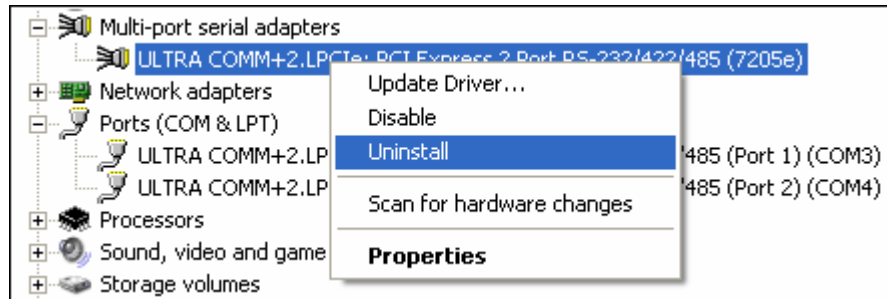 Multi-port serial adapters
ULTRA COMM+2.LPCIe: PCI Express 2 Port RS-232/422/485 (7205e)
Update Driver...
Network adapters
Disable
Ports (COM & LPT)
Uninstall
ULTRA COMM+2.LP '485 (Port 1) (COM3)
ULTRA COMM+2.LP '485 (Port 2) (COM4)
Scan for hardware changes
Processors
Sound, video and game
Properties
Storage volumes